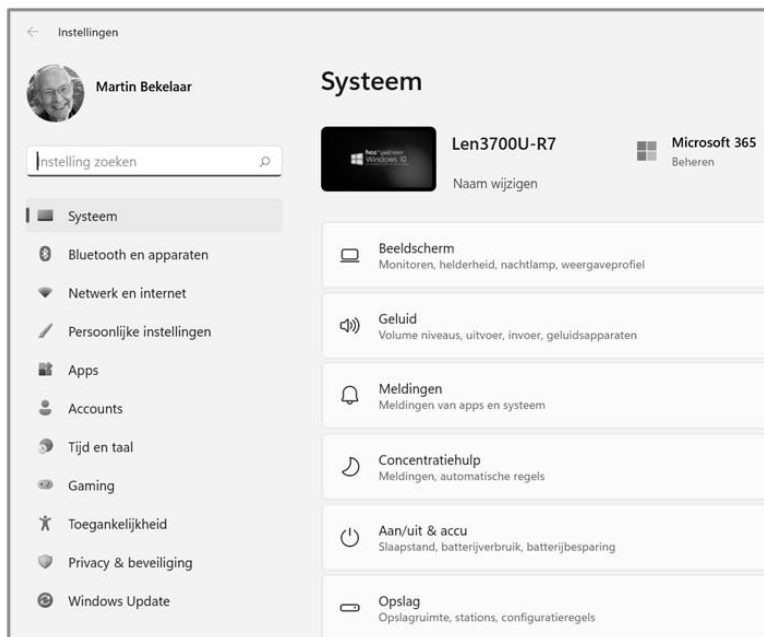 Instellingen
Martin Bekelaar
Instelling zoeken
Systeem
Bluetooth en apparaten
Netwerk en internet
Persoonlijke instellingen
Apps
Accounts
Tijd en taal
Gaming
Toegankelijkheid
Privacy & beveiliging
Windows Update
Systeem
Windows 10
Len3700U-R7
Naam wijzigen
Microsoft 365
Beheren
Beeldscherm
Monitoren, helderheid, nachtlamp, weergaveprofiel
Geluid
Volume niveaus, uitvoer, invoer, geluidsapparaten
Meldingen
Meldingen van apps en systeem
Concentratiehulp
Meldingen, automatische regels
Aan/uit & accu
Slaapstand, batterijverbruik, batterijbesparing
Opslag
Opslagruimte, stations, configuratieregels